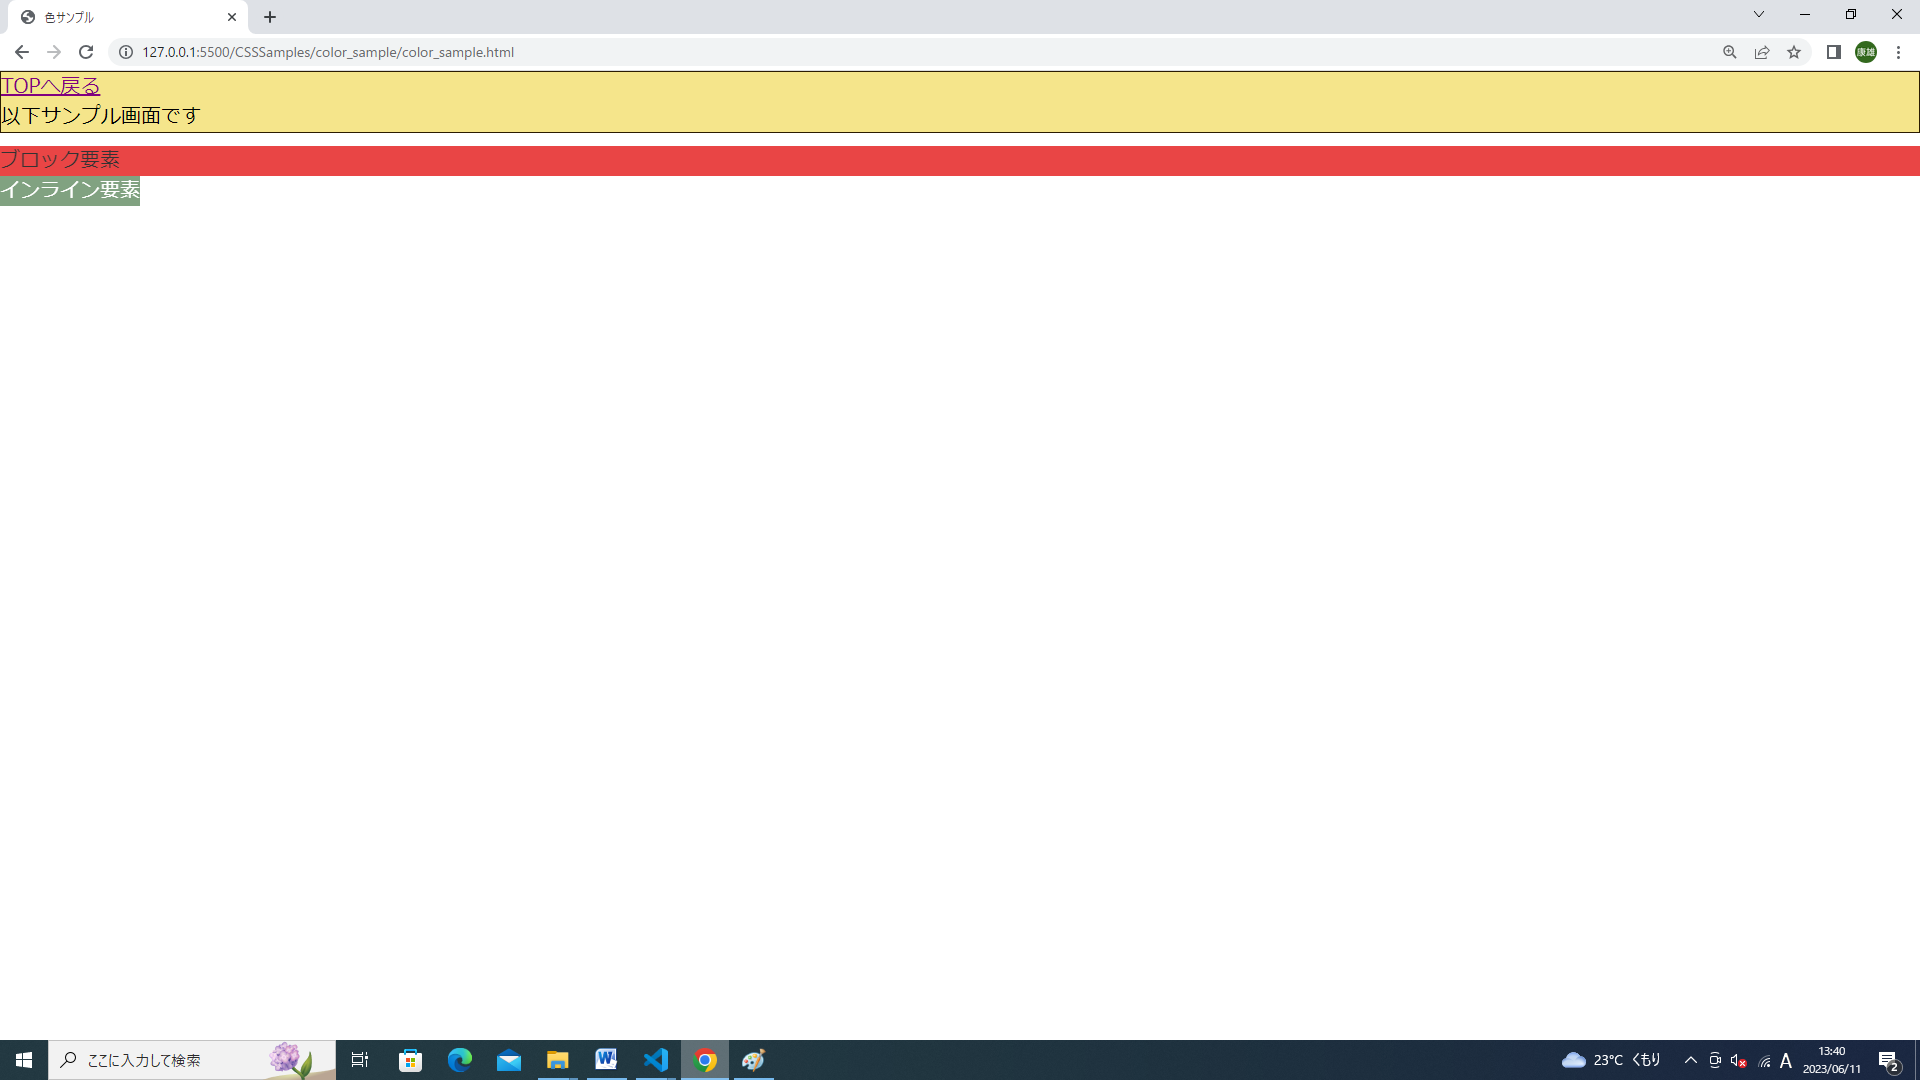 色サンプル
127.0.0.1:5500/CSSSamples/color_sample/color_sample.html
康雄
TOPへ戻る
以下サンプル画面です
ブロック要素
インライン要素
ここに入力して検索
23°C くもり
A
13:40
2023/06/11
2